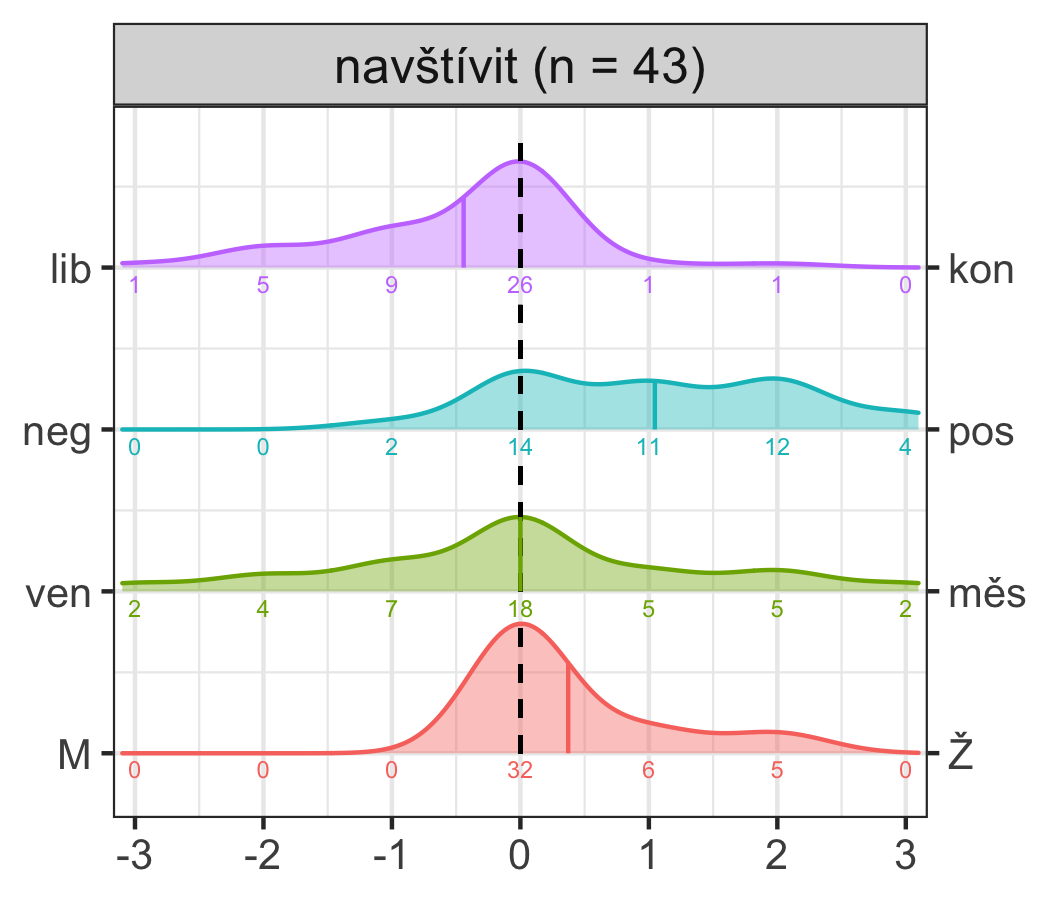 navštívit (n = 43)
lib kon
1 5 9 26 1 1 0
neg pos
0 0 2 14 11 12 4
ven měs
2 4 7 18 5 5 2
M Ž
0 0 0 32 6 5 0
-3 -2 -1 0 1 2 3